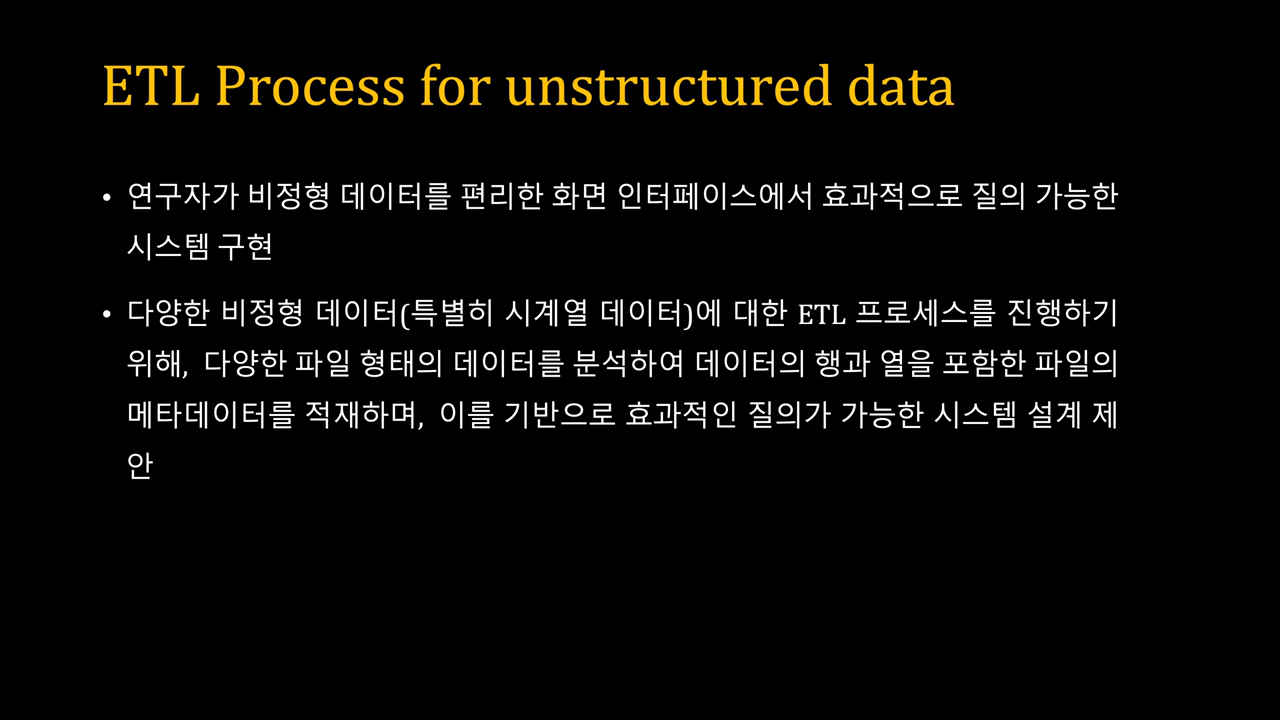 ETL Process for unstructured data
• 연구자가 비정형 데이터를 편리한 화면 인터페이스에서 효과적으로 질의 가능한
시스템 구현
• 다양한 비정형 데이터(특별히 시계열 데이터)에 대한 ETL 프로세스를 진행하기
위해, 다양한 파일 형태의 데이터를 분석하여 데이터의 행과 열을 포함한 파일의
메타데이터를 적재하며, 이를 기반으로 효과적인 질의가 가능한 시스템 설계 제
안